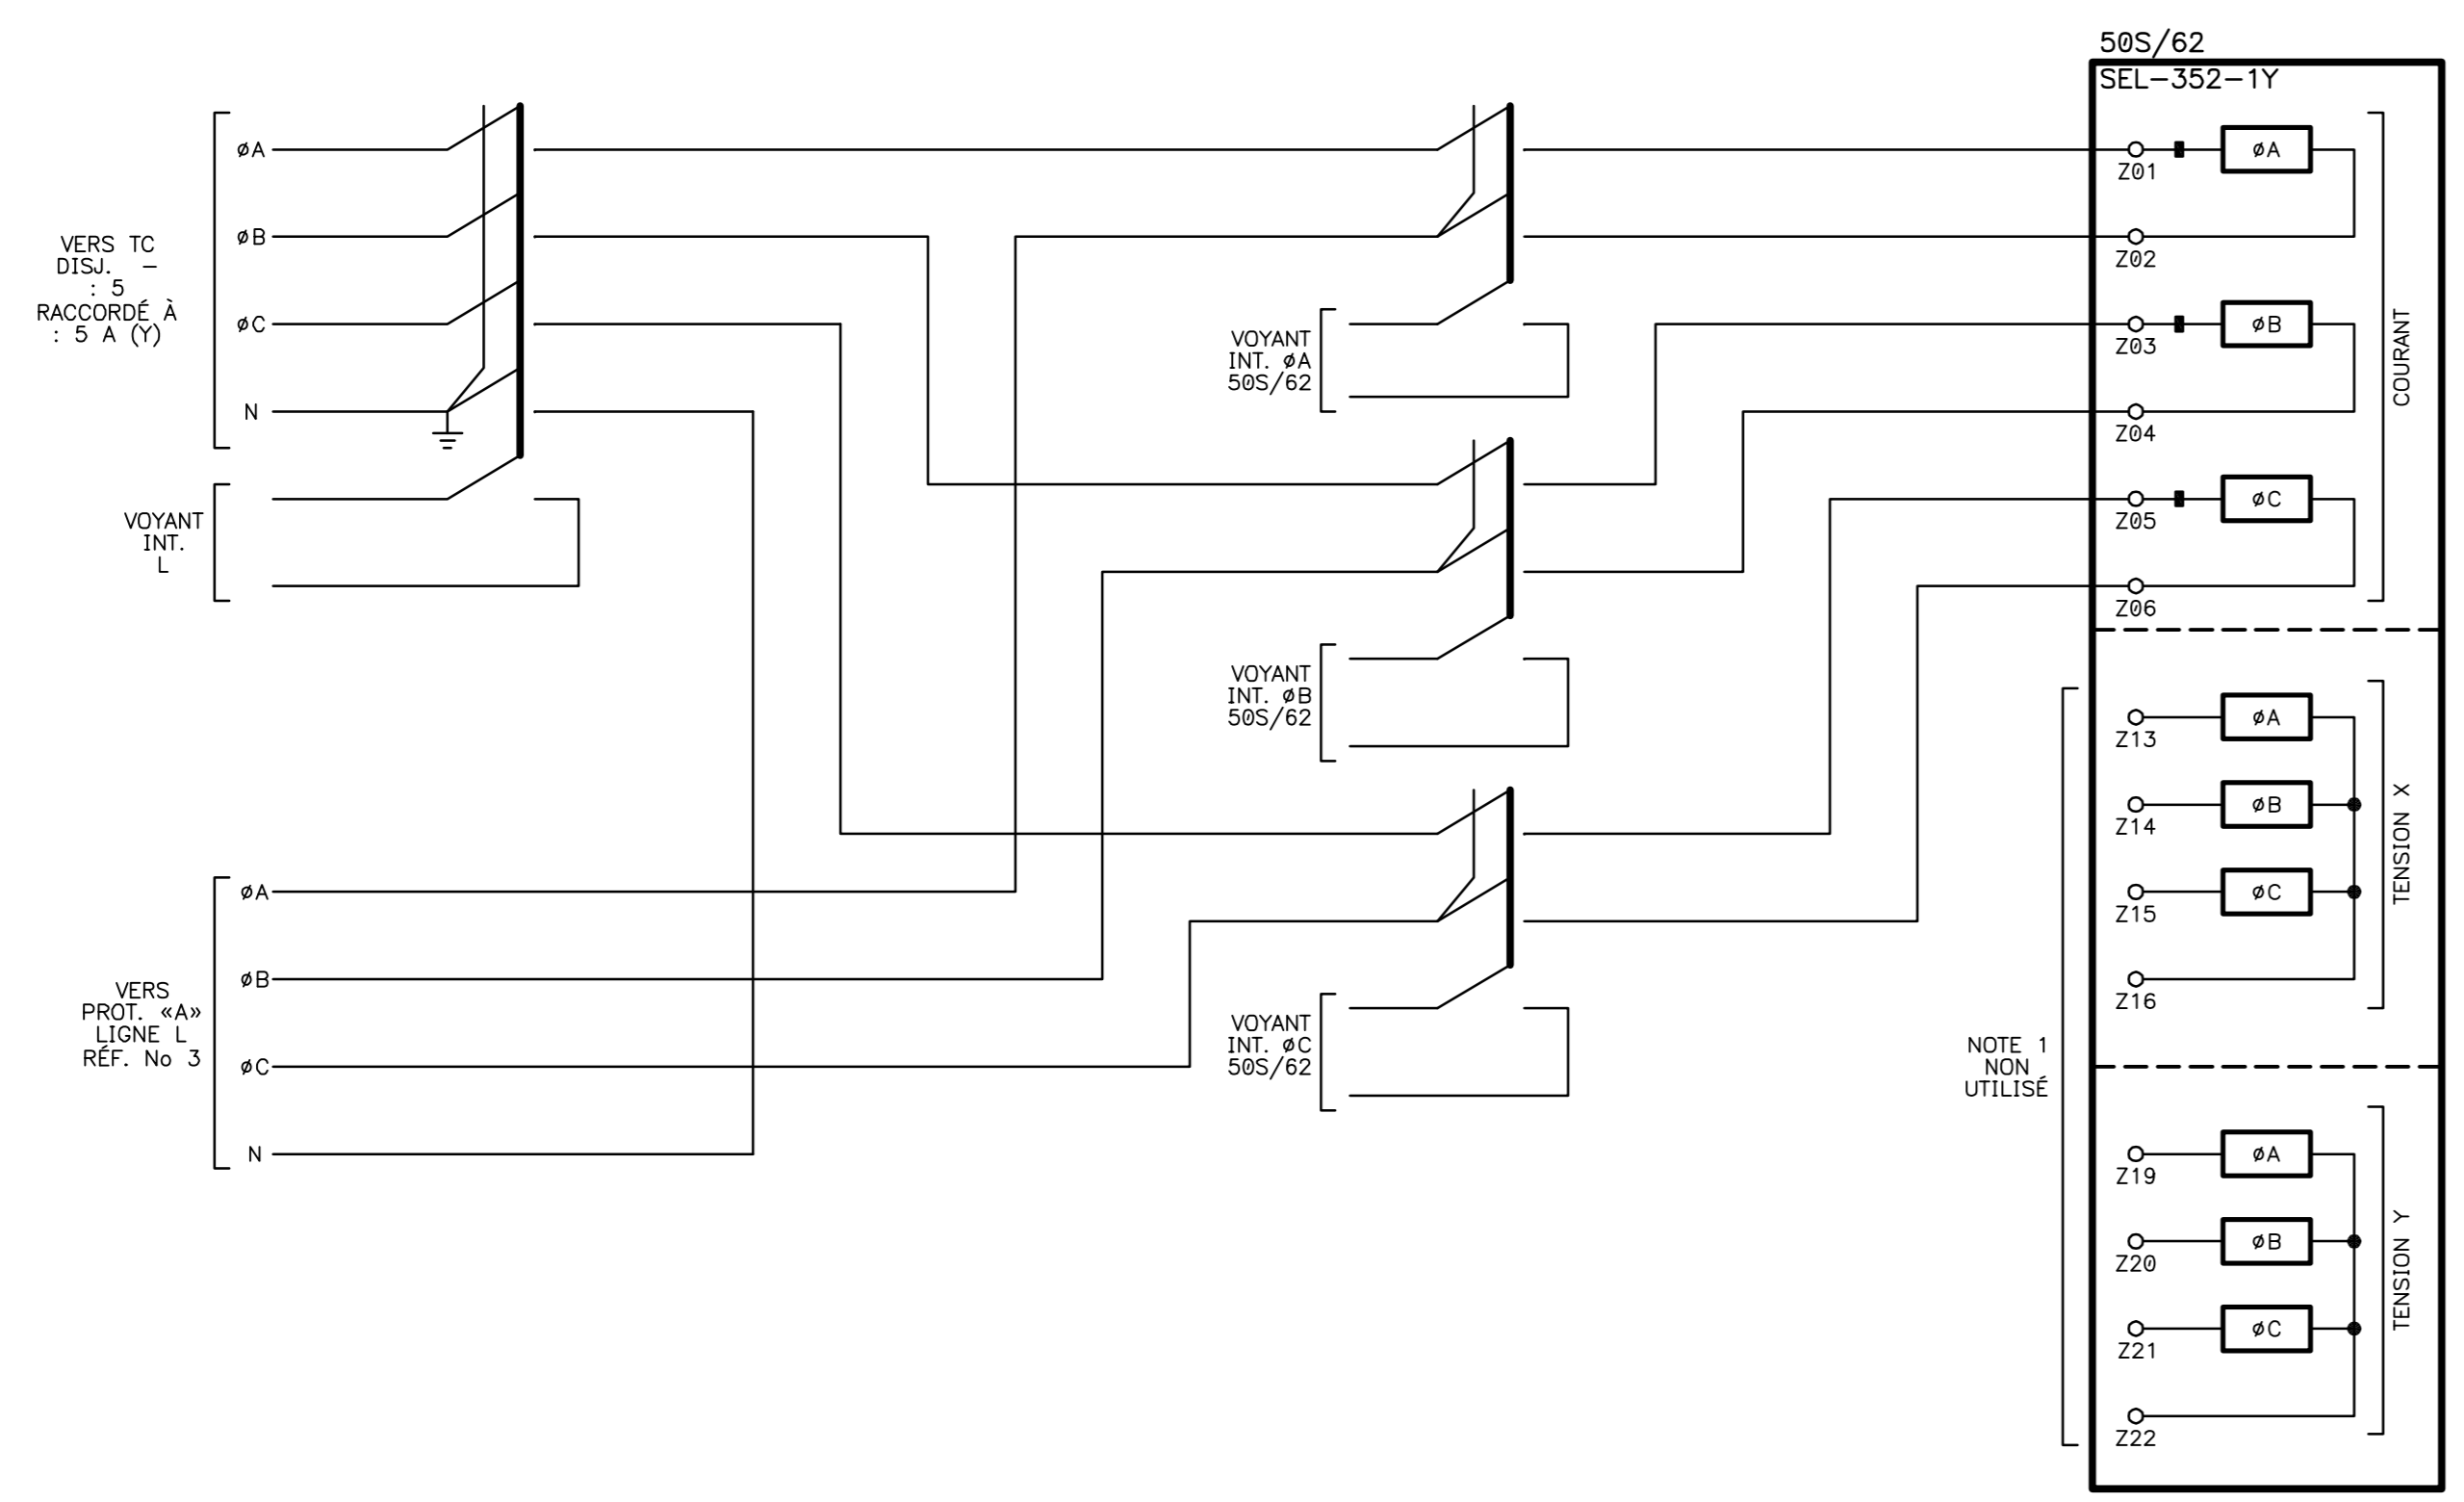 50S/62
SEL-352-1Y
VERS TC
DISJ. -
: 5
RACCORDÉ À
: 5 A (Y)
øA
øB
øC
N
VOYANT
INT.
L
VERS
PROT. «A»
LIGNE L
RÉF. No 3
øA
øB
øC
N
VOYANT
INT. øA
50S/62
VOYANT
INT. øB
50S/62
VOYANT
INT. øC
50S/62
Z01
øA
Z02
Z03
øB
Z04
Z05
øC
Z06
COURANT
NOTE 1
NON
UTILISÉ
Z13
øA
Z14
øB
Z15
øC
Z16
TENSION X
Z19
øA
Z20
øB
Z21
øC
Z22
TENSION Y